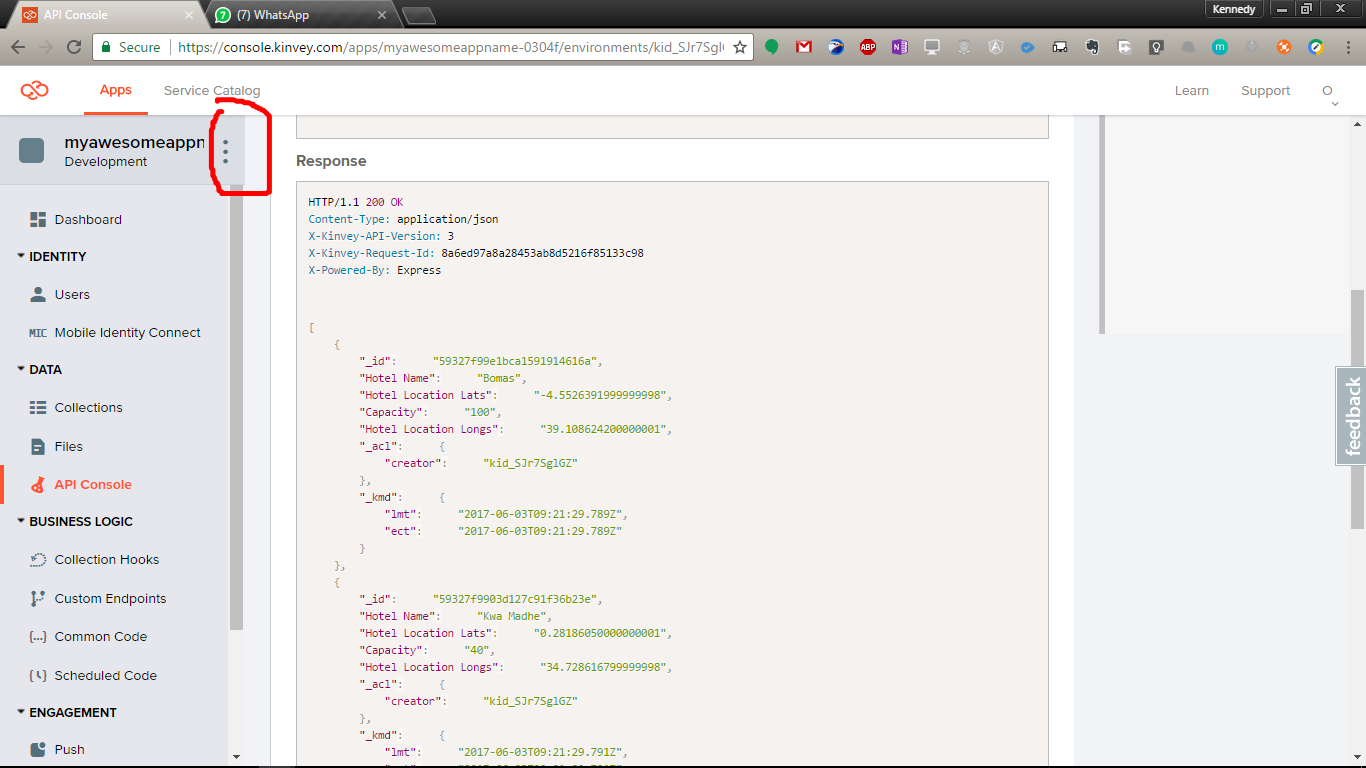 API Console
(7) WhatsApp
Kennedy
Secure
https://console.kinvey.com/apps/myawesomeappname-0304f/environments/kid_SJr7Sgl
ABP
N
m
Apps
Service Catalog
Learn
Support
O
myawesomeappn
Development
Dashboard
IDENTITY
Users
MIC Mobile Identity Connect
DATA
Collections
Files
API Console
BUSINESS LOGIC
Collection Hooks
Custom Endpoints
{...} Common Code
Scheduled Code
ENGAGEMENT
Push
Response
HTTP/1.1 200 OK
Content-Type: application/json
X-Kinvey-API-Version: 3
X-Kinvey-Request-Id: 8a6ed97a8a28453ab8d5216f85133c98
X-Powered-By: Express
[
{
"_id": "59327f99e1bca1591914616a",
"Hotel Name": "Bomas",
"Hotel Location Lats": "-4.5526391999999998",
"Capacity": "100",
"Hotel Location Longs": "39.108624200000001",
"_acl": {
"creator": "kid_SJr7SglGZ"
},
"_kmd": {
"lmt": "2017-06-03T09:21:29.789Z",
"ect": "2017-06-03T09:21:29.789Z"
}
},
{
"_id": "59327f9903d127c91f36b23e",
"Hotel Name": "Kwa Madhe",
"Hotel Location Lats": "0.28186050000000001",
"Capacity": "40",
"Hotel Location Longs": "34.728616799999998",
"_acl": {
"creator": "kid_SJr7SglGZ"
},
"_kmd": {
"lmt": "2017-06-03T09:21:29.791Z",
feedback